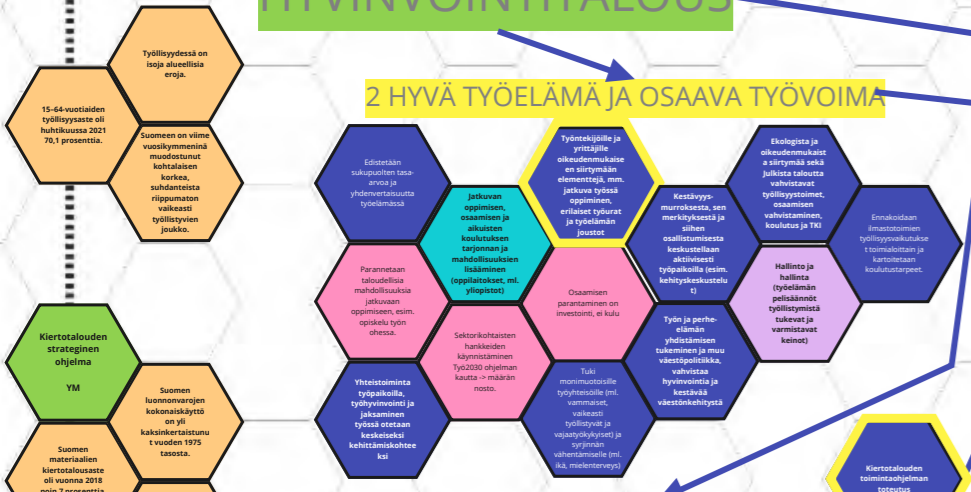 HYVINVOINTITALOUS
2 HYVÄ TYÖELÄMÄ JA OSAAVA TYÖVOIMA
Työllisyydessä on
isoja alueellisia
eroja.
15–64-vuotiaiden
työllisyysaste oli
huhtikuussa 2021
70,1 prosenttia.
Suomeen on viime
vuosikymmeninä
muodostunut
kohtalaisen
korkea,
suhdanteista
riippumaton
vaikeasti
työllistyvien
joukko.
Kiertotalouden
strateginen
ohjelma
YM
Suomen
luonnonvarojen
kokonaiskäyttö
on yli
kaksinkertaistunu
t vuoden 1975
tasosta.
Suomen
materiaalien
kiertotalousaste
oli vuonna 2018
noin 7 prosenttia
Edistetään
sukupuolten tasa-
arvoa ja
yhdenvertaisuutta
työelämässä
Jatkuvan
oppimisen,
osaamisen ja
aikuisten
koulutuksen
tarjonnan ja
mahdollisuuksien
lisääminen
(oppilaitokset, ml.
yliopistot)
Työntekijöille ja
yrittäjille
oikeudenmukaise
en siirtymään
elementtejä, mm.
jatkuva työssä
oppiminen,
erilaiset työurat
ja työelämän
joustot
Kestävyys-
murroksesta, sen
merkityksestä ja
siihen
osallistumisesta
keskustellaan
aktiivisesti
työpaikoilla (esim.
kehityskeskustelu
t)
Ekologista ja
oikeudenmukaist
a siirtymää sekä
Julkista taloutta
vahvistavat
työllisyystoimet,
osaamisen
vahvistaminen,
koulutus ja TKI
Ennakoidaan
ilmastotoimien
työllisyysvaikutukse
t toimialoittain ja
kartoitetaan
koulutustarpeet.
Parannetaan
taloudellisia
mahdollisuuksia
jatkuvaan
oppimiseen, esim.
opiskelu työn
ohessa.
Osaamisen
parantaminen on
investointi, ei kulu
Hallinto ja
hallinta
(työelämän
pelisäännöt
työllistymistä
tukevat ja
varmistavat
keinot)
Sektorikohtaisten
hankkeiden
käynnistäminen
Työ2030 ohjelman
kautta -> määrän
nosto.
Työn ja perhe-
elämän
yhdistämisen
tukeminen ja muu
väestöpolitiikka,
vahvistaa
hyvinvointia ja
kestävää
väestönkehitystä
Yhteistoiminta
työpaikoilla,
työhyvinvointi ja
jaksaminen
työssä otetaan
keskeiseksi
kehittämiskohtee
ksi
Tuki
monimuotoisille
työyhteisöille (ml.
vammaiset,
vaikeasti
työllistyvät ja
vajaatyökykyiset) ja
syrjinnän
vähentämiselle (ml.
ikä, mielenterveys)
Kiertotalouden
toimintaohjelman
toteutus